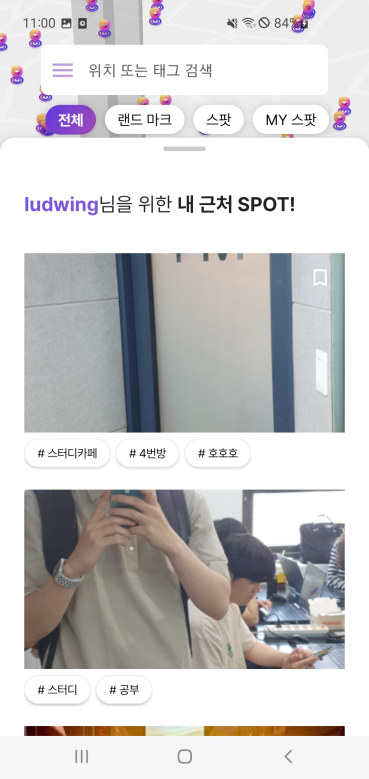 11:00 84%
위치 또는 태그 검색
전체 랜드 마크 스팟 MY 스팟
ludwing님을 위한 내 근처 SPOT!
# 스터디카페 # 4번방 # 호호호
# 스터디 # 공부